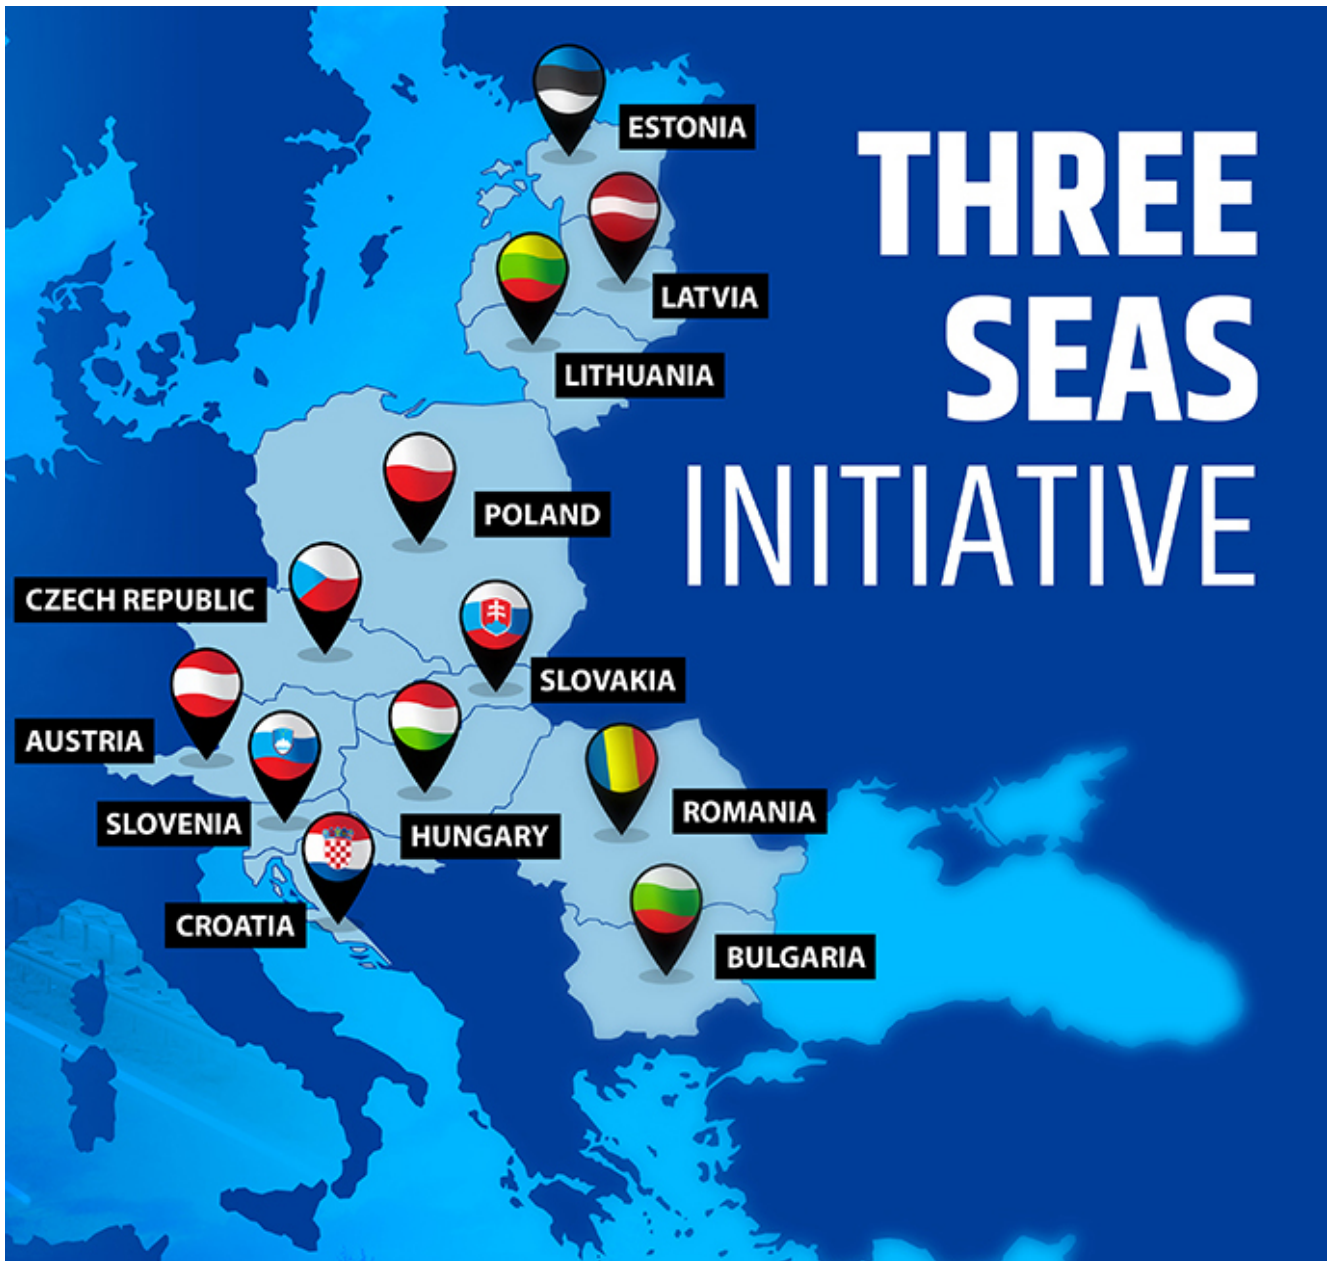 ESTONIA
THREE
SEAS
INITIATIVE
LATVIA
LITHUANIA
POLAND
CZECH REPUBLIC
SLOVAKIA
AUSTRIA
SLOVENIA
HUNGARY
ROMANIA
CROATIA
BULGARIA